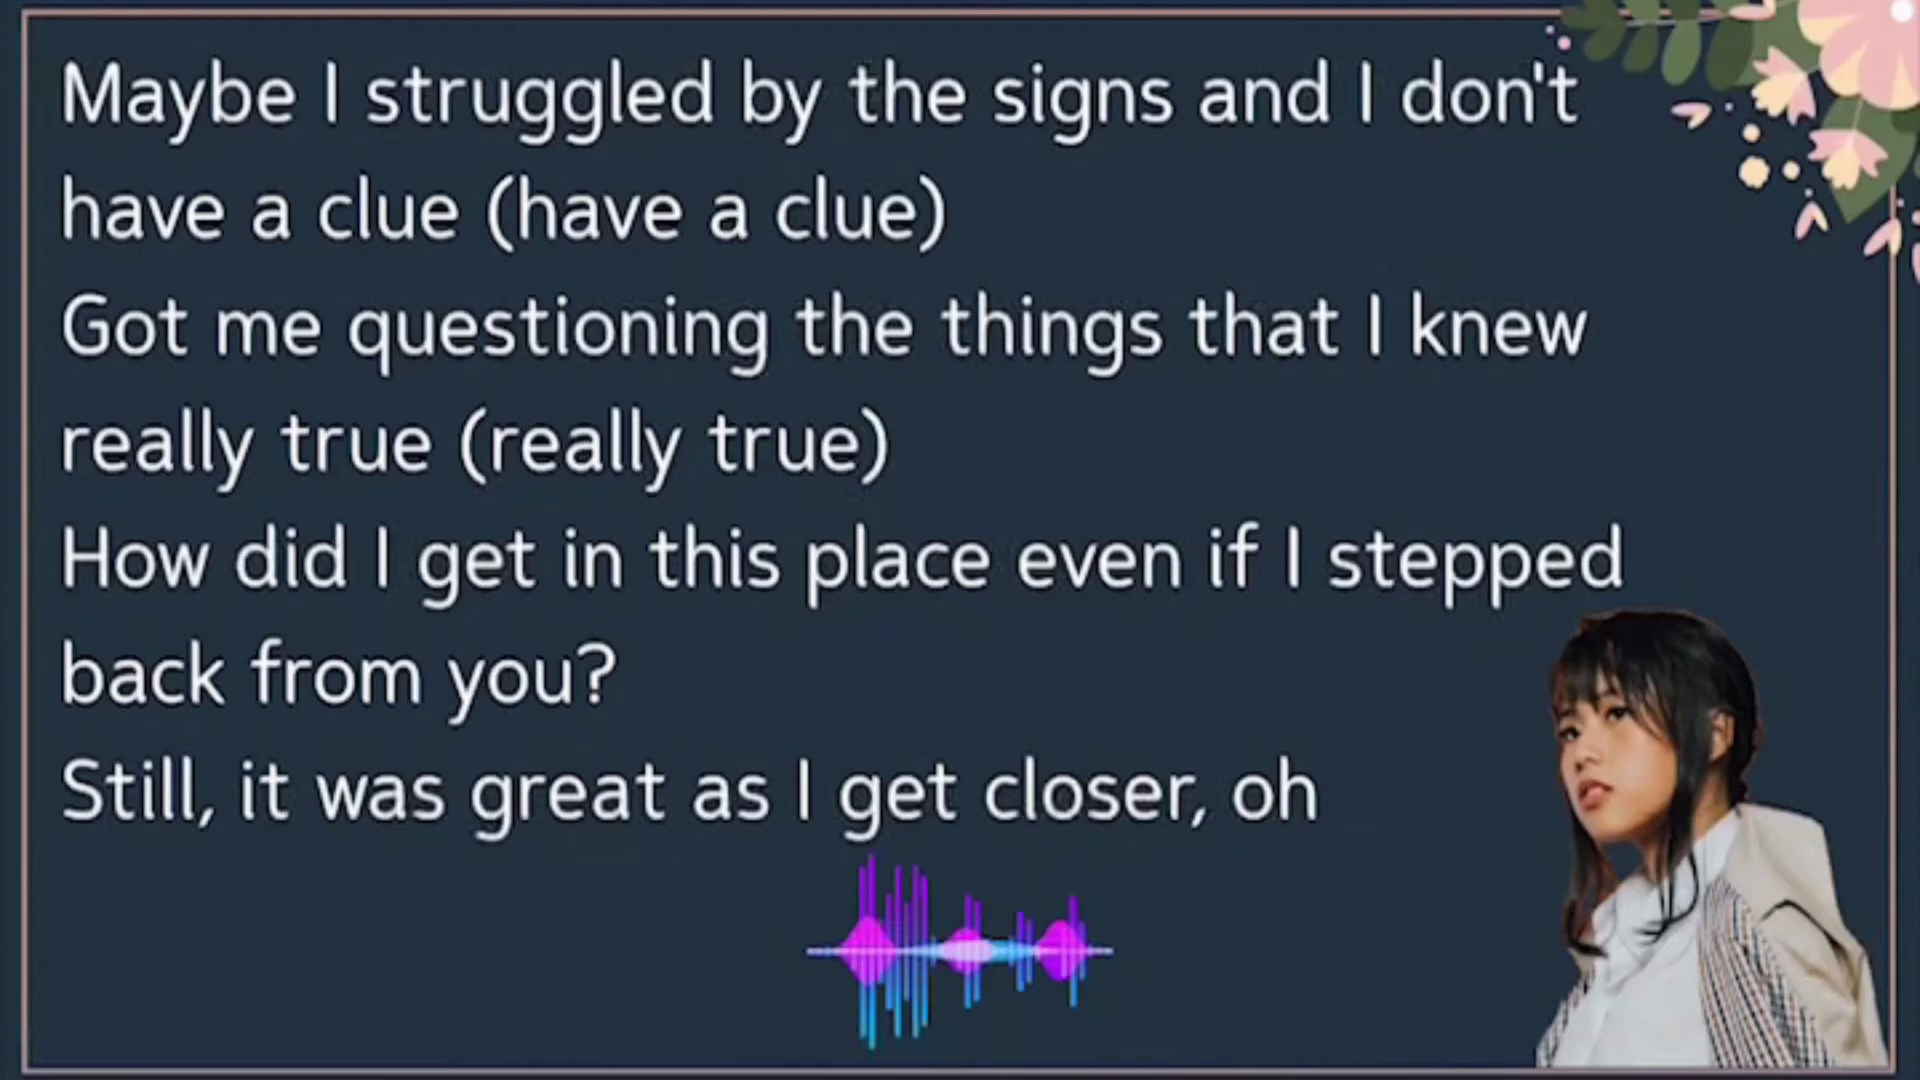 Maybe I struggled by the signs and I don't
have a clue (have a clue)
Got me questioning the things that I knew
really true (really true)
How did I get in this place even if I stepped
back from you?
Still, it was great as I get closer, oh